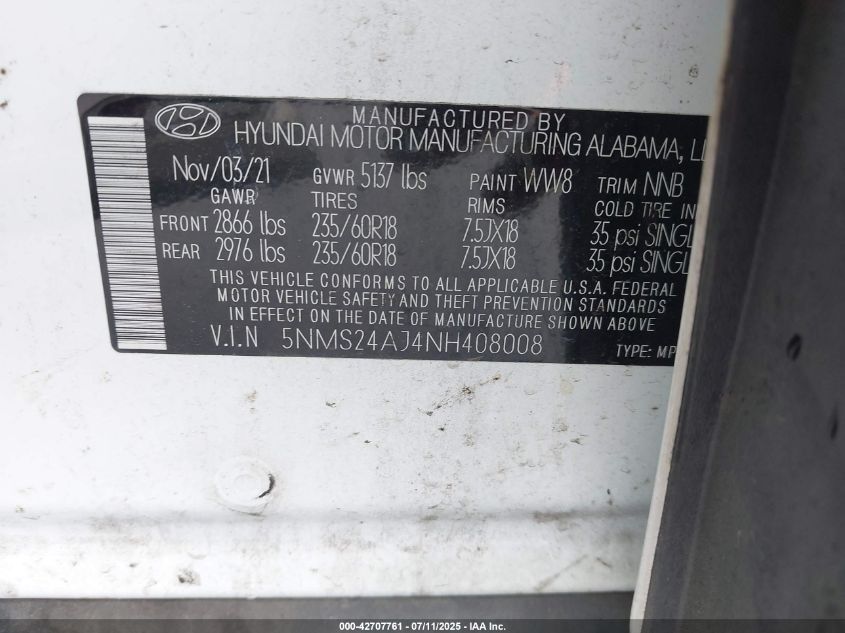 MANUFACTURED BY
HYUNDAI MOTOR MANUFACTURING ALABAMA,
Nov/03/21 GVWR 5137 lbs PAINT WW8 TRIM NNB
GAWR TIRES RIMS COLD TIRE IN
FRONT 2866 lbs 235/60R18 7.5JX18 35 psi SINGL
REAR 2976 lbs 235/60R18 7.5JX18 35 psi SINGL
THIS VEHICLE CONFORMS TO ALL APPLICABLE U.S.A. FEDERAL
MOTOR VEHICLE SAFETY AND THEFT PREVENTION STANDARDS
IN EFFECT ON THE DATE OF MANUFACTURE SHOWN ABOVE
V.I.N 5NMS24AJ4NH408008 TYPE: MP
000-42707761 - 07/11/2025 - IAA Inc.